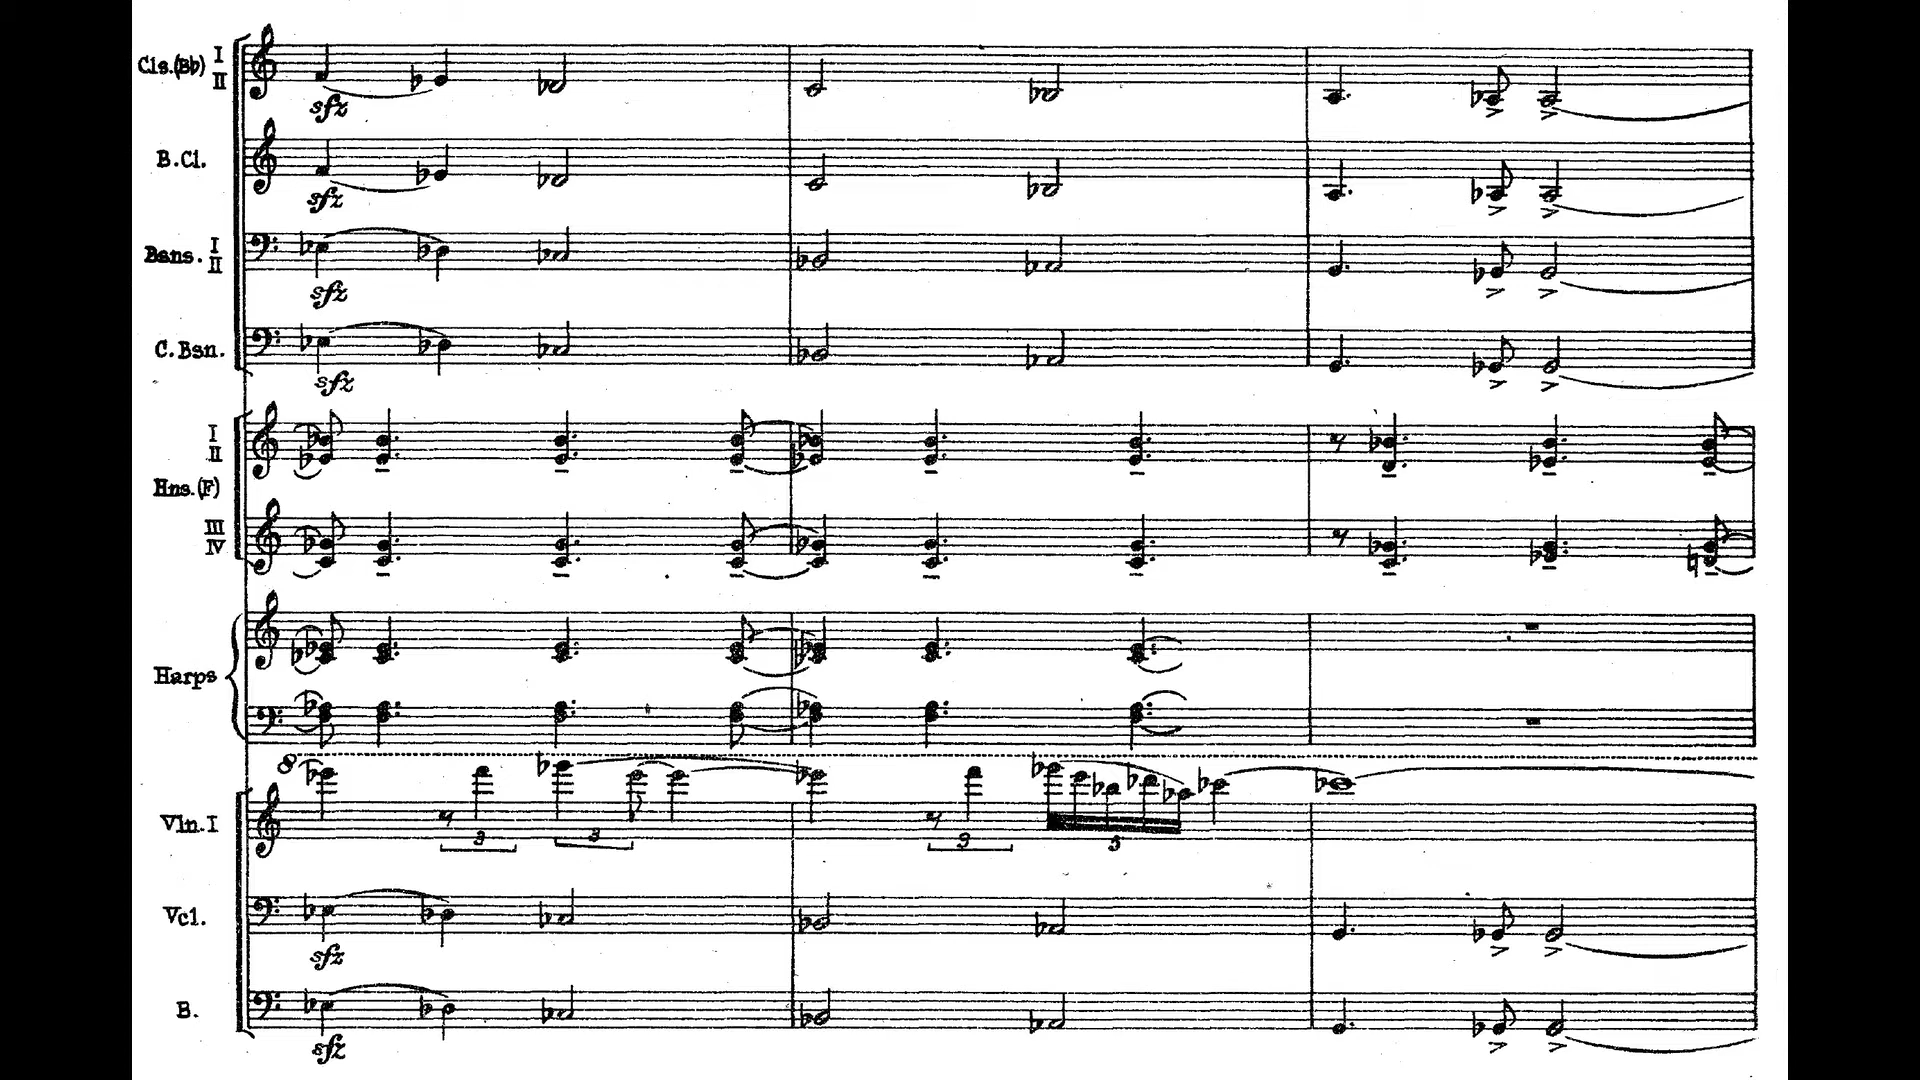 Cls.(Bb) I
II
sfz
B.Cl.
sfz
Bsns. I
II
sfz
C.Bsn.
sfz
I
II
Hns.(F)
III
IV
Harps
8
Vln.I
3 3 3 5
Vcl.
sfz
B.
sfz